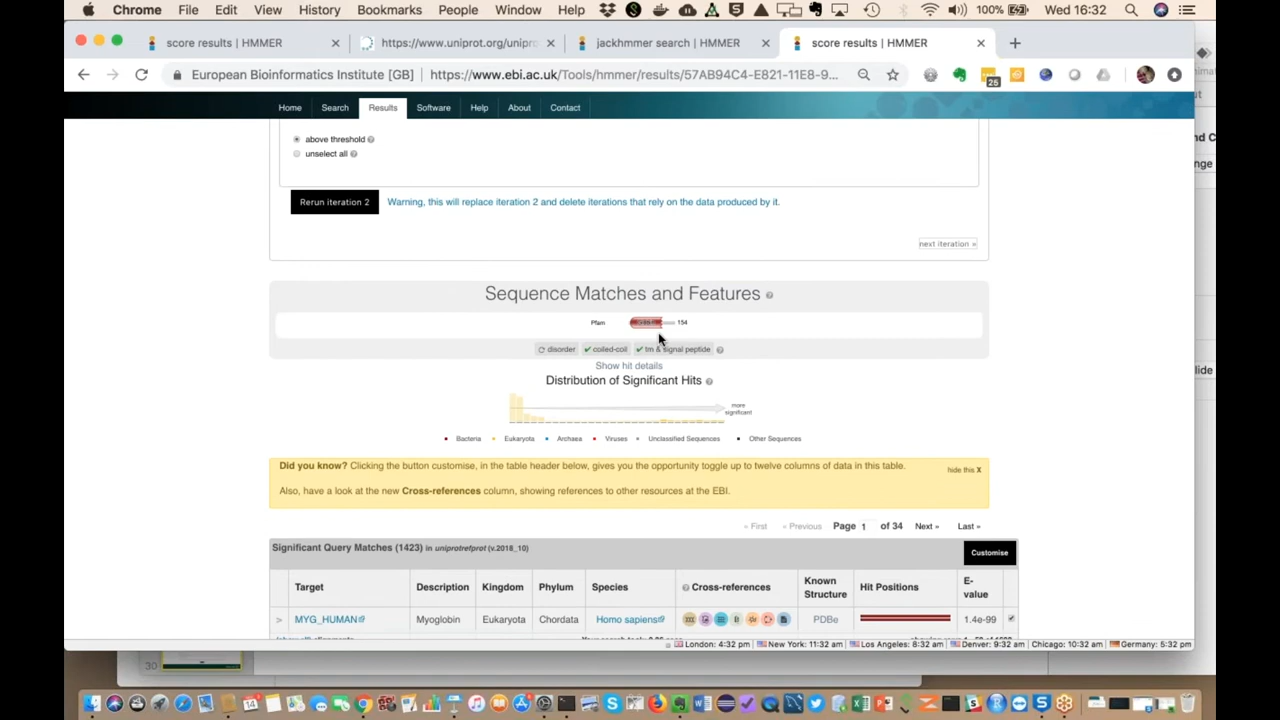 Chrome File Edit View History Bookmarks People Window Help 100% Wed 16:32
score results | HMMER × https://www.uniprot.org/unipr × jackhmmer search | HMMER × score results | HMMER × +
European Bioinformatics Institute [GB] https://www.ebi.ac.uk/Tools/hmmer/results/57AB94C4-E821-11E8-9... 25
Home Search Results Software Help About Contact
above threshold
unselect all
Rerun iteration 2 Warning, this will replace iteration 2 and delete iterations that rely on the data produced by it.
next iteration »
Sequence Matches and Features
Pfam 154
disorder ✔ coiled-coil ✔ tm & signal peptide
Show hit details
Distribution of Significant Hits
more
significant
Bacteria Eukaryota Archaea Viruses Unclassified Sequences Other Sequences
Did you know? Clicking the button customise, in the table header below, gives you the opportunity toggle up to twelve columns of data in this table. hide this X
Also, have a look at the new Cross-references column, showing references to other resources at the EBI.
« First « Previous Page 1 of 34 Next » Last »
Significant Query Matches (1423) in uniprotrefprot (v.2018_10) Customise
Target Description Kingdom Phylum Species Cross-references Known Structure Hit Positions E-value
> MYG_HUMAN Myoglobin Eukaryota Chordata Homo sapiens PDBe 1.4e-99
London: 4:32 pm New York: 11:32 am Los Angeles: 8:32 am Denver: 9:32 am Chicago: 10:32 am Germany: 5:32 pm
30